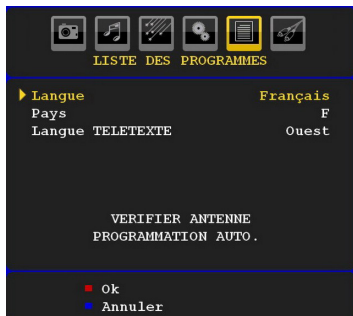 LISTE DES PROGRAMMES
Langue Français
Pays F
Langue TELETEXTE Ouest
VERIFIER ANTENNE
PROGRAMMATION AUTO.
Ok
Annuler